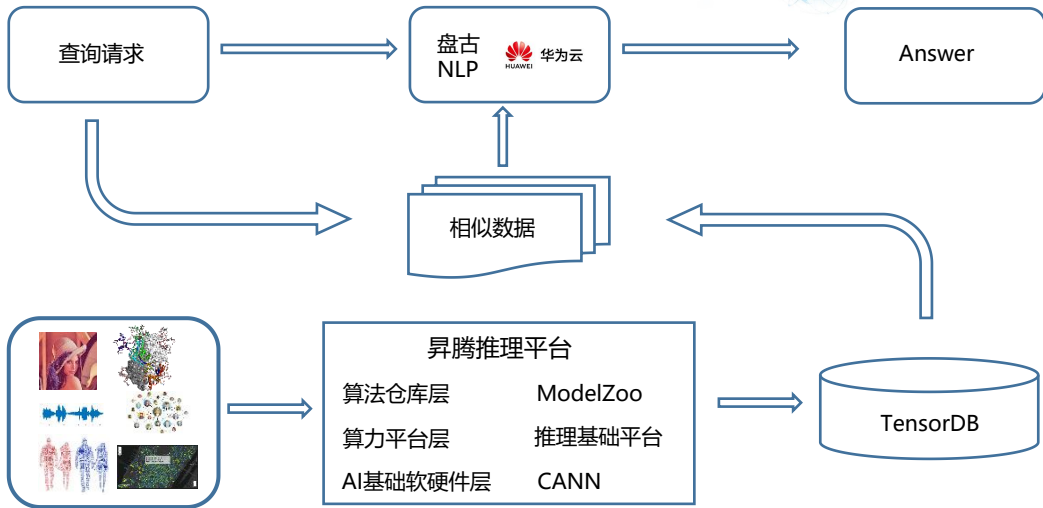 查询请求
盘古
NLP
HUAWEI
华为云
Answer
相似数据
昇腾推理平台
算法仓库层 ModelZoo
算力平台层 推理基础平台
AI基础软硬件层 CANN
TensorDB